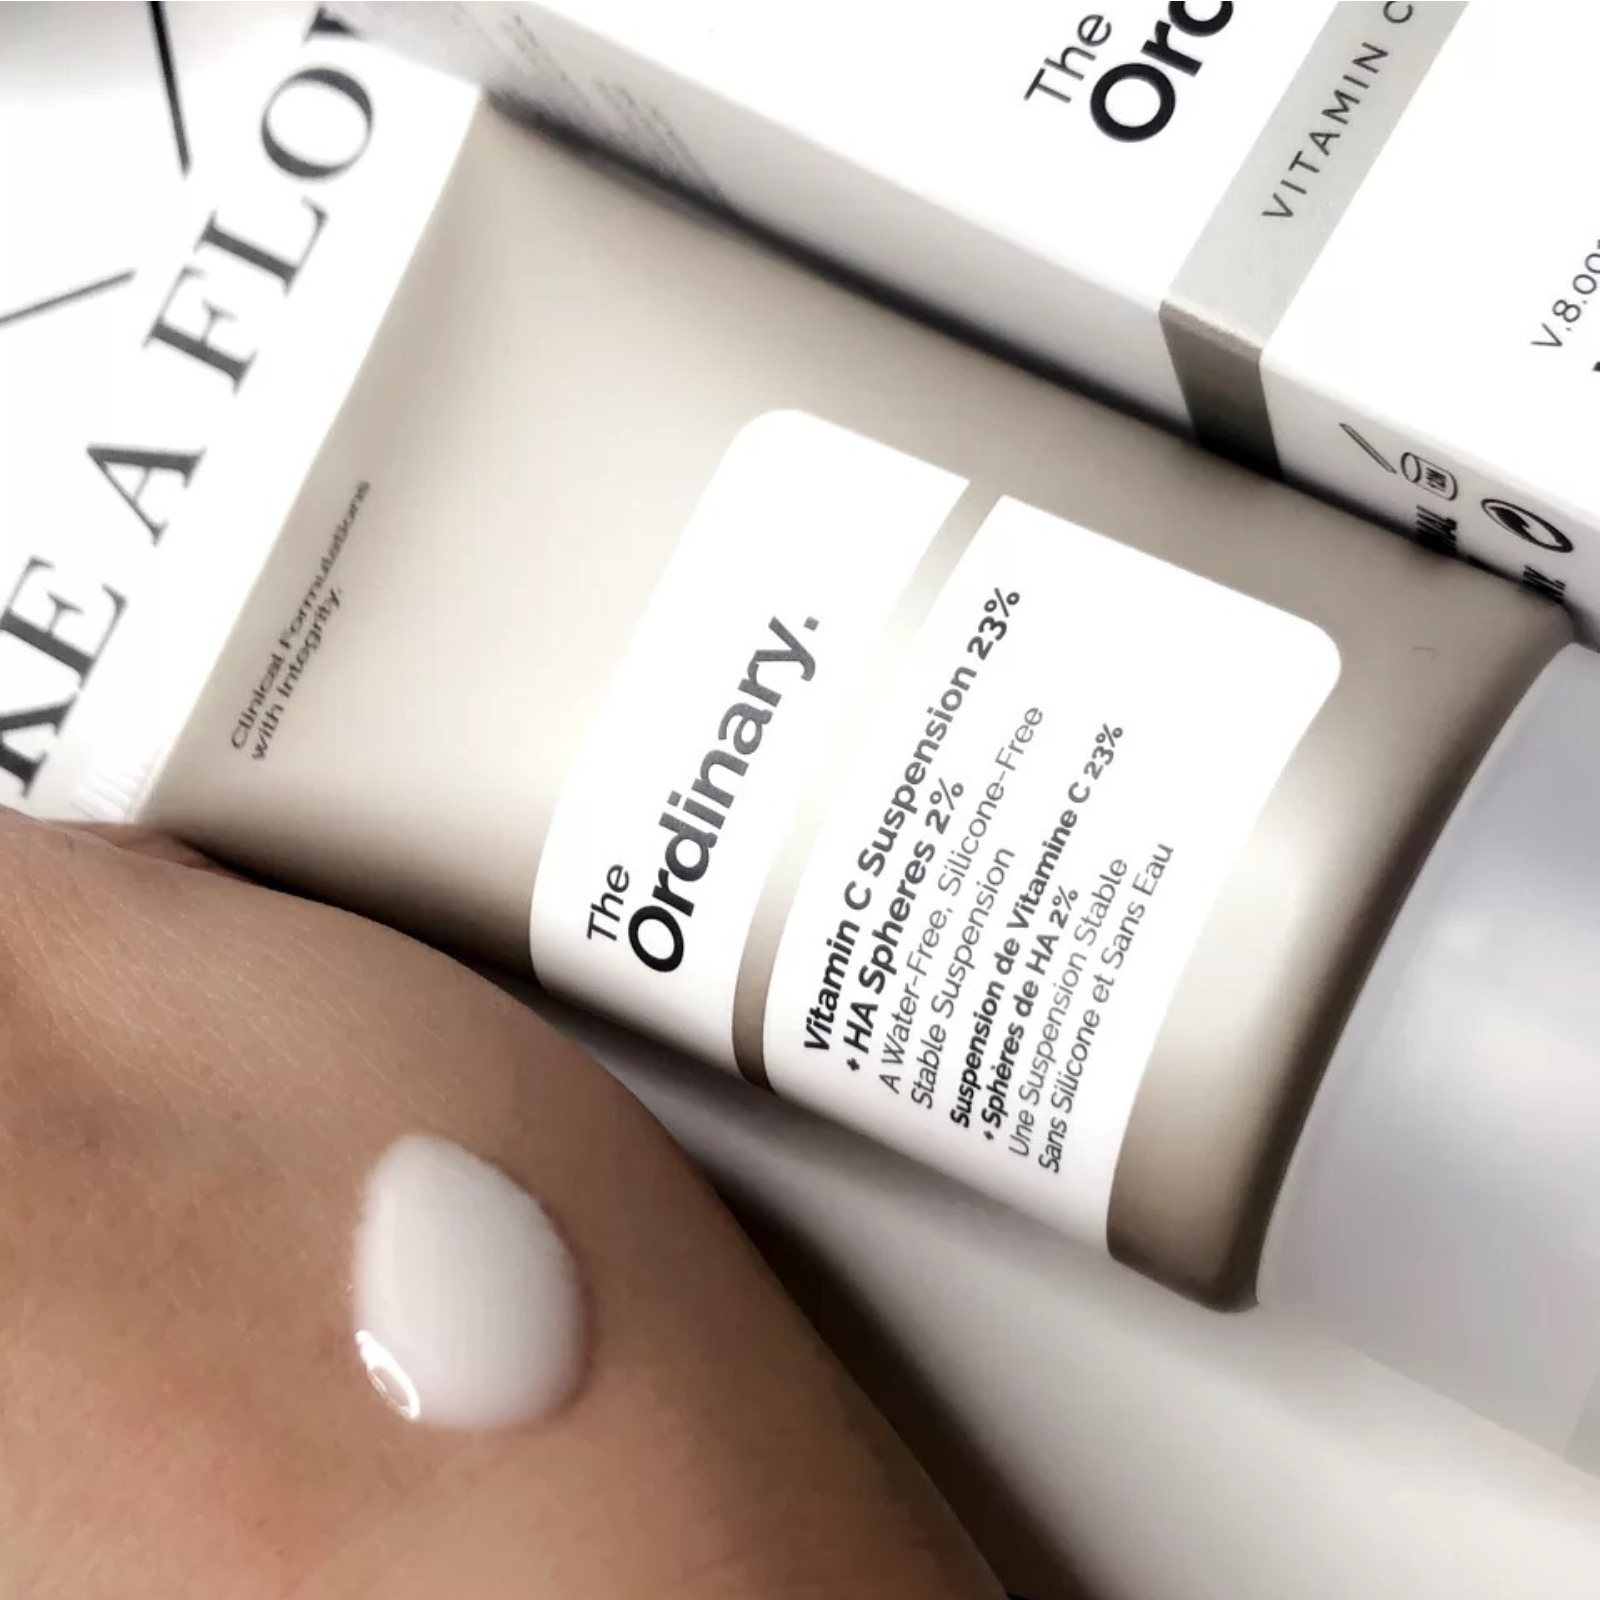 KE A FLO
Clinical Formulations
with Integrity.
The
Ordinary.
Vitamin C Suspension 23%
+ HA Spheres 2%
A Water-Free, Silicone-Free
Stable Suspension
Suspension de Vitamine C 23%
+ Sphères de HA 2%
Une Suspension Stable
Sans Silicone et Sans Eau
The
Ord
VITAMIN C
V.8.00
12M